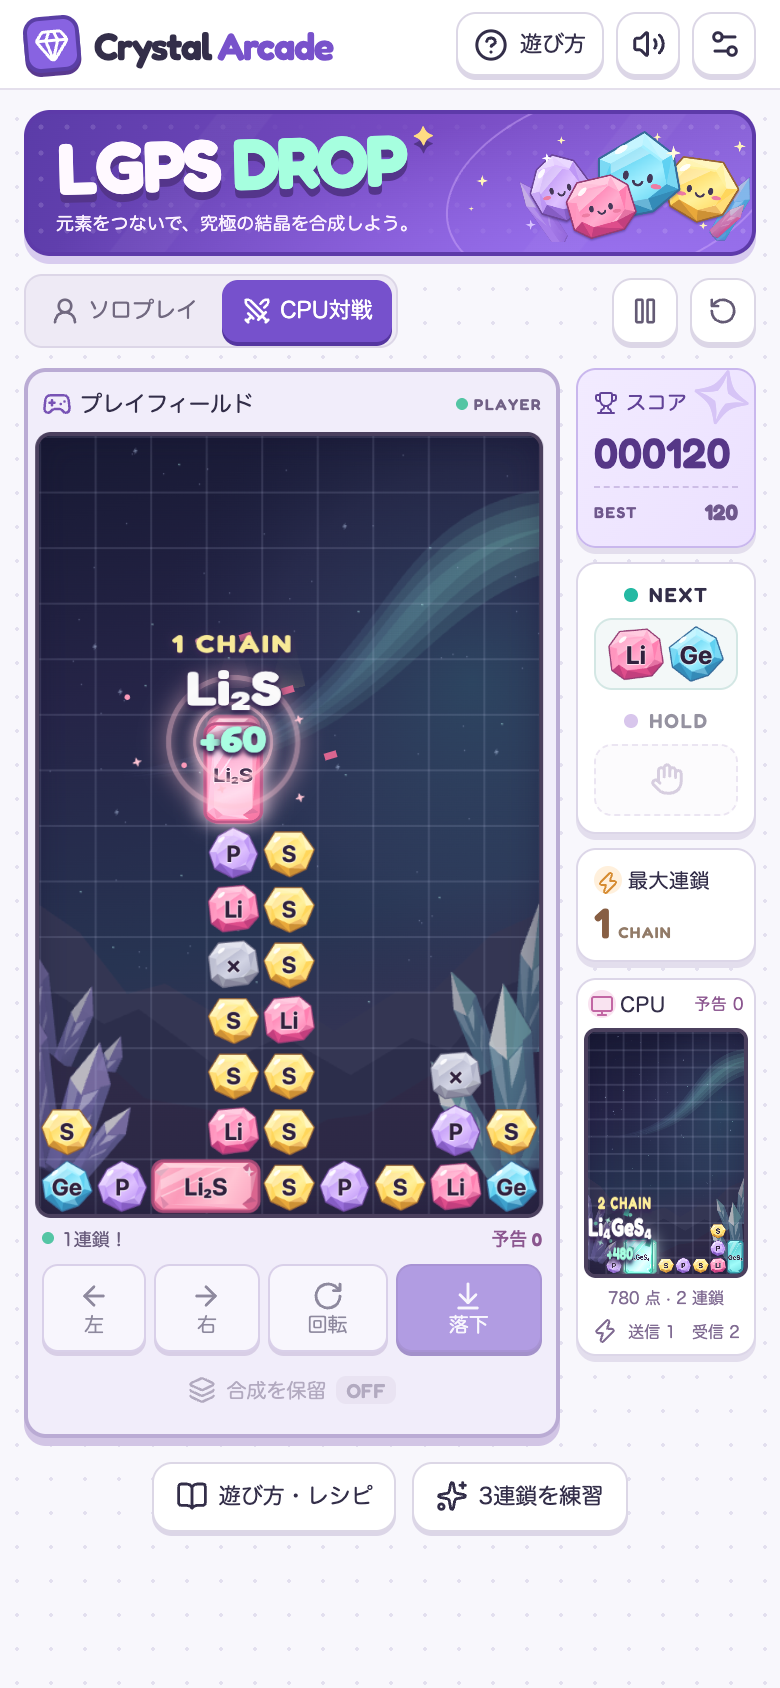 Crystal Arcade
遊び方
LGPS DROP
元素をつないで、究極の結晶を合成しよう。
ソロプレイ
CPU対戦
プレイフィールド
PLAYER
1 CHAIN
Li₂S
+60
Li₂S
P S
Li S
× S
S Li
S S ×
S Li S P S
Ge P Li₂S S P S Li Ge
1連鎖！
予告 0
左
右
回転
落下
合成を保留 OFF
スコア
000120
BEST 120
NEXT
Li Ge
HOLD
最大連鎖
1 CHAIN
CPU 予告 0
2 CHAIN
Li₄GeS₄
+480
S
P
P S P S Li
780 点 · 2 連鎖
送信 1 受信 2
遊び方・レシピ
3連鎖を練習